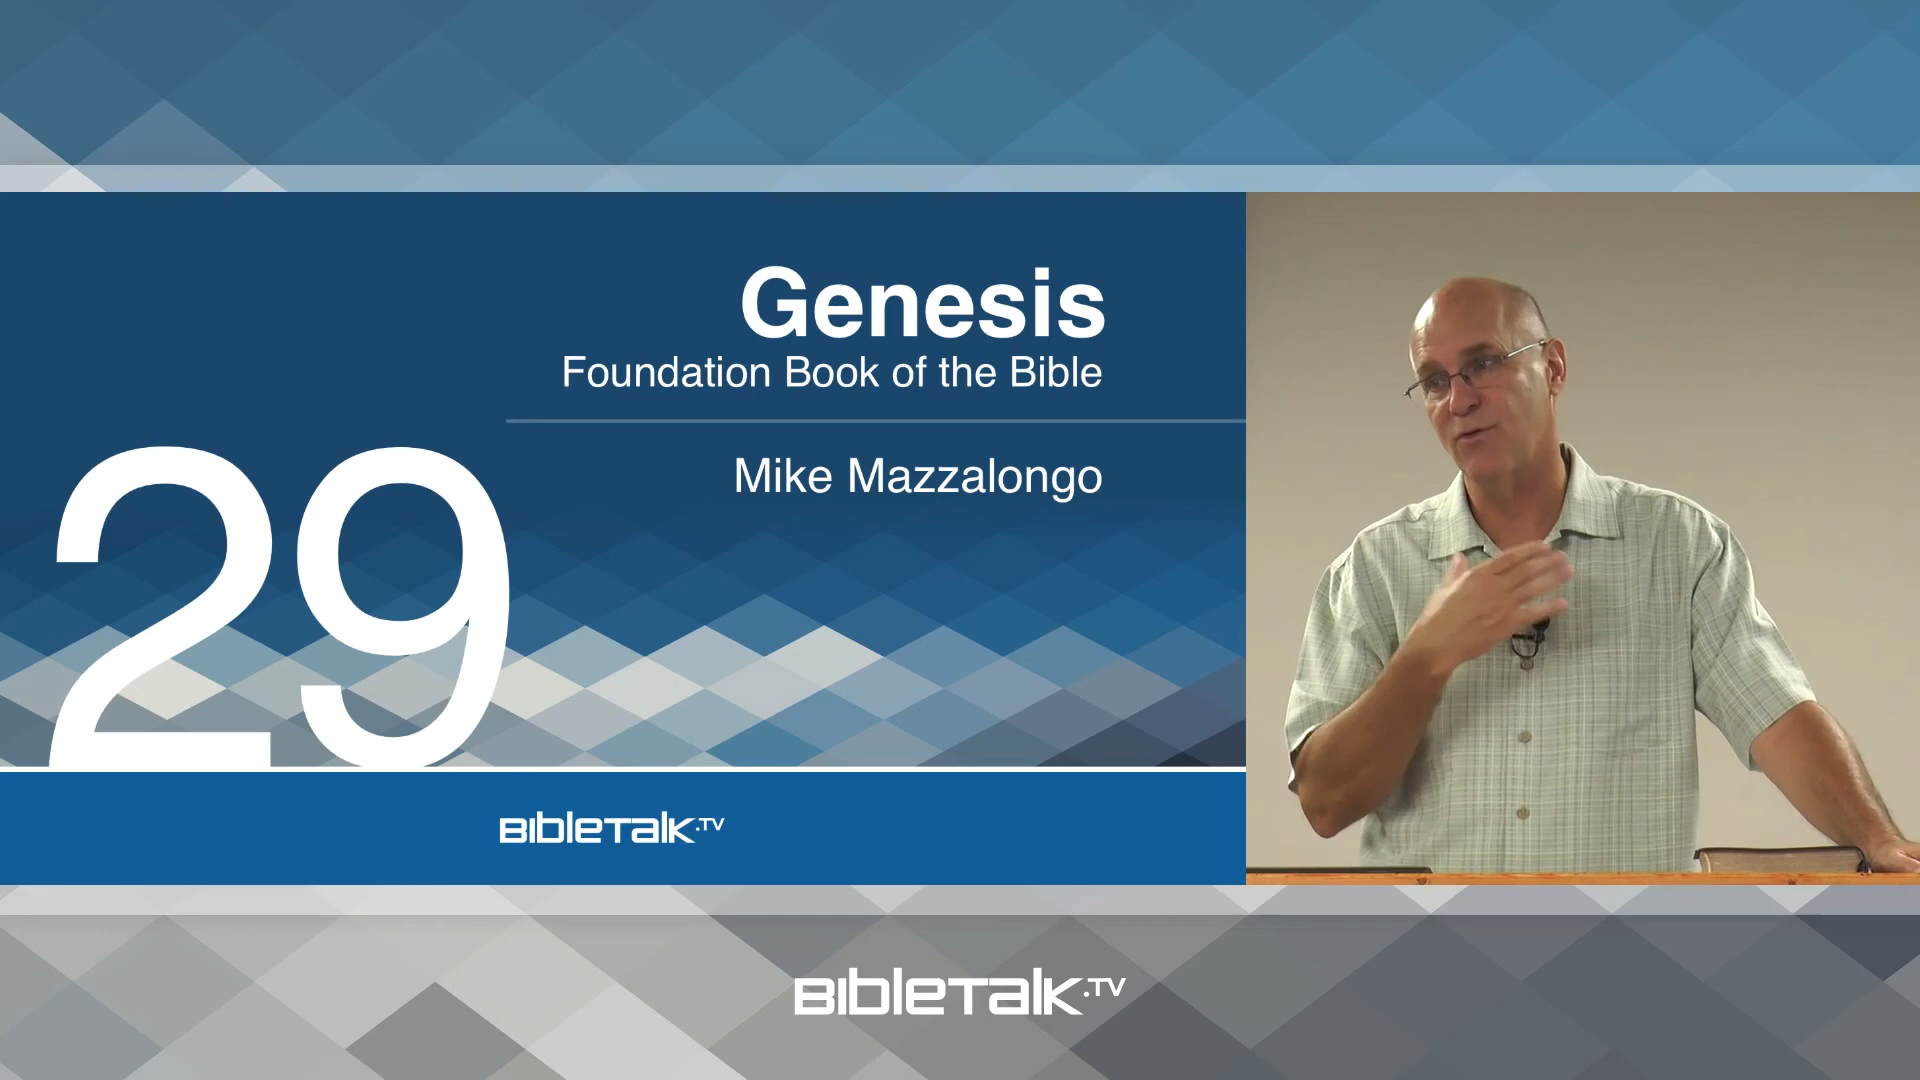 Genesis
Foundation Book of the Bible
Mike Mazzalongo
29
BibleTalk.TV
BibleTalk.TV